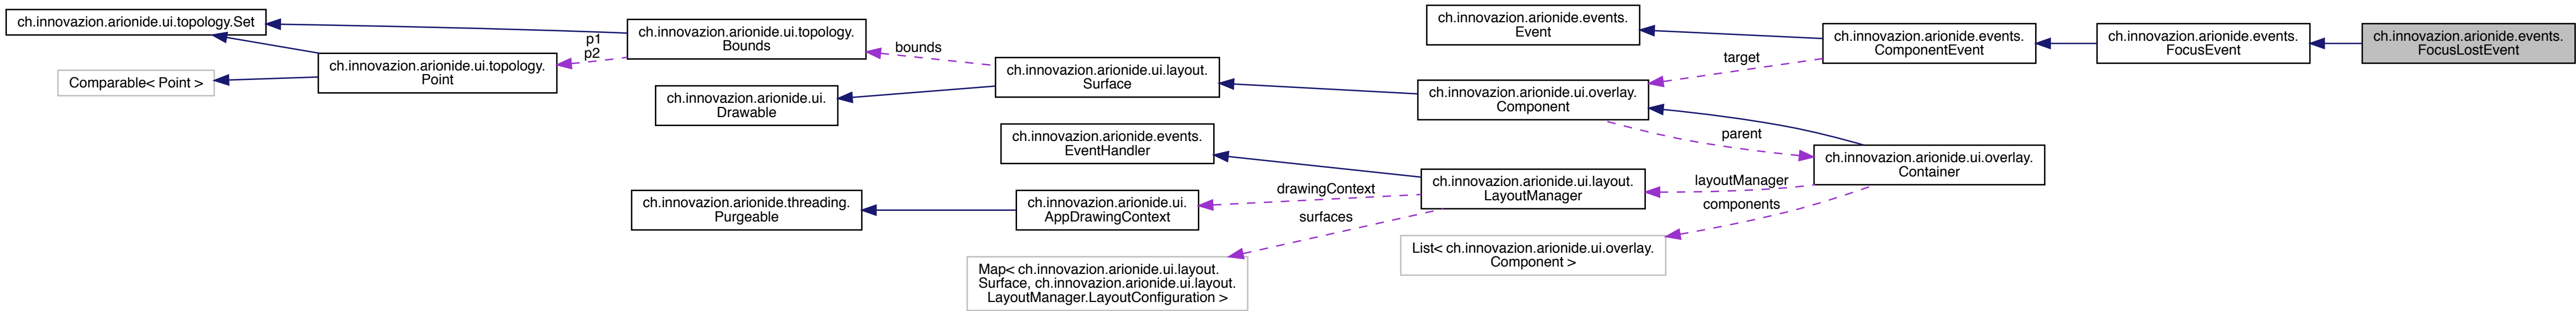 ch.innovazion.arionide.ui.topology.Set
Comparable< Point >
ch.innovazion.arionide.ui.topology.
Point
p1
p2
ch.innovazion.arionide.ui.topology.
Bounds
ch.innovazion.arionide.ui.
Drawable
ch.innovazion.arionide.threading.
Purgeable
bounds
ch.innovazion.arionide.ui.layout.
Surface
ch.innovazion.arionide.events.
EventHandler
ch.innovazion.arionide.ui.
AppDrawingContext
Map< ch.innovazion.arionide.ui.layout.
Surface, ch.innovazion.arionide.ui.layout.
LayoutManager.LayoutConfiguration >
drawingContext
surfaces
ch.innovazion.arionide.events.
Event
ch.innovazion.arionide.ui.overlay.
Component
ch.innovazion.arionide.ui.layout.
LayoutManager
List< ch.innovazion.arionide.ui.overlay.
Component >
target
parent
layoutManager
components
ch.innovazion.arionide.events.
ComponentEvent
ch.innovazion.arionide.ui.overlay.
Container
ch.innovazion.arionide.events.
FocusEvent
ch.innovazion.arionide.events.
FocusLostEvent